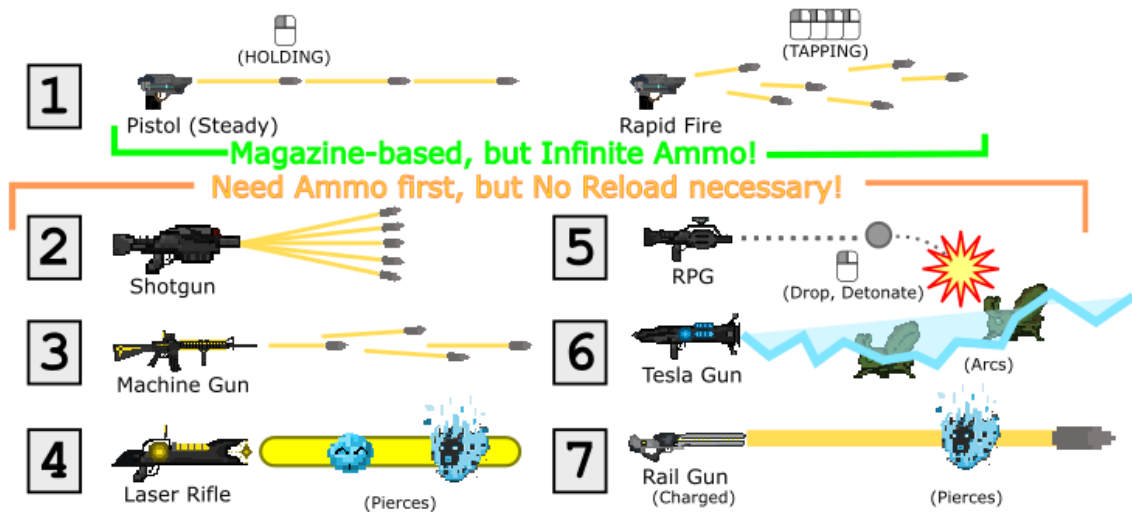 (HOLDING)
(TAPPING)
1
Pistol (Steady)
Rapid Fire
Magazine-based, but Infinite Ammo!
Need Ammo first, but No Reload necessary!
2
Shotgun
5
RPG
(Drop, Detonate)
3
Machine Gun
6
Tesla Gun
(Arcs)
4
Laser Rifle
(Pierces)
7
Rail Gun
(Charged)
(Pierces)